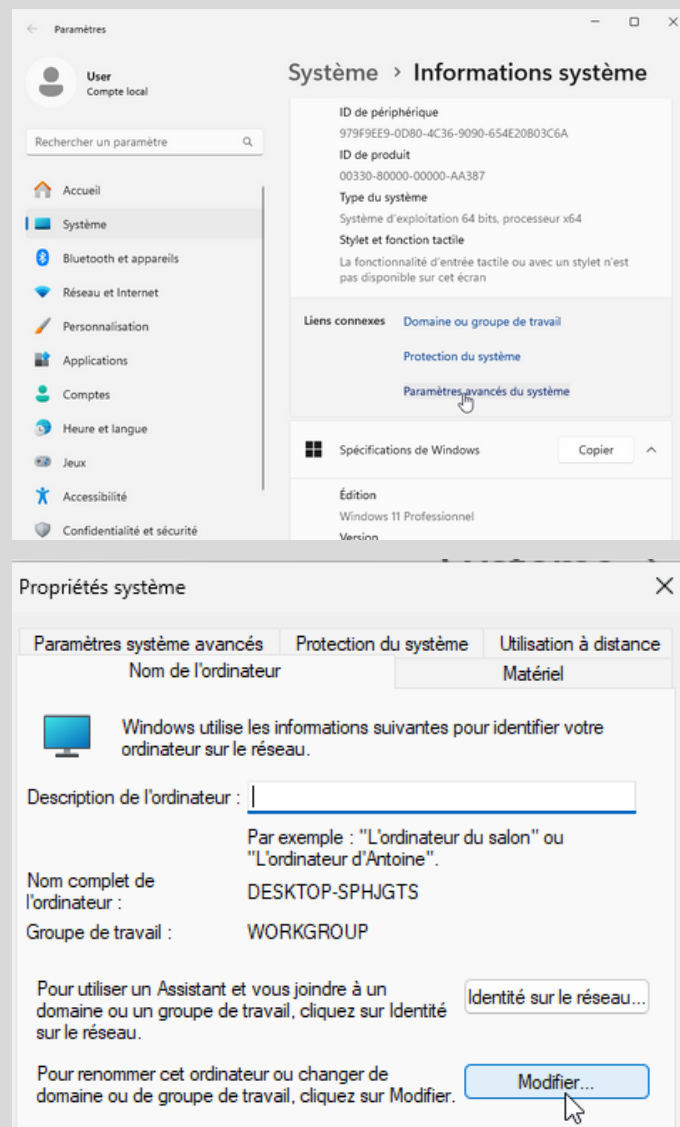 Paramètres
User
Compte local
Rechercher un paramètre
Accueil
Système
Bluetooth et appareils
Réseau et Internet
Personnalisation
Applications
Comptes
Heure et langue
Jeux
Accessibilité
Confidentialité et sécurité
Système > Informations système
ID de périphérique
979F9EE9-0D80-4C36-9090-654E20B03C6A
ID de produit
00330-80000-00000-AA387
Type du système
Système d'exploitation 64 bits, processeur x64
Stylet et fonction tactile
La fonctionnalité d'entrée tactile ou avec un stylet n'est
pas disponible sur cet écran
Liens connexes Domaine ou groupe de travail
Protection du système
Paramètres avancés du système
Spécifications de Windows Copier
Édition
Windows 11 Professionnel
Version
Propriétés système
Paramètres système avancés Protection du système Utilisation à distance
Nom de l'ordinateur Matériel
Windows utilise les informations suivantes pour identifier votre
ordinateur sur le réseau.
Description de l'ordinateur :
Par exemple : "L'ordinateur du salon" ou
"L'ordinateur d'Antoine".
Nom complet de
l'ordinateur :
DESKTOP-SPHJGTS
Groupe de travail : WORKGROUP
Pour utiliser un Assistant et vous joindre à un
domaine ou un groupe de travail, cliquez sur Identité
sur le réseau.
Identité sur le réseau...
Pour renommer cet ordinateur ou changer de
domaine ou de groupe de travail, cliquez sur Modifier.
Modifier...